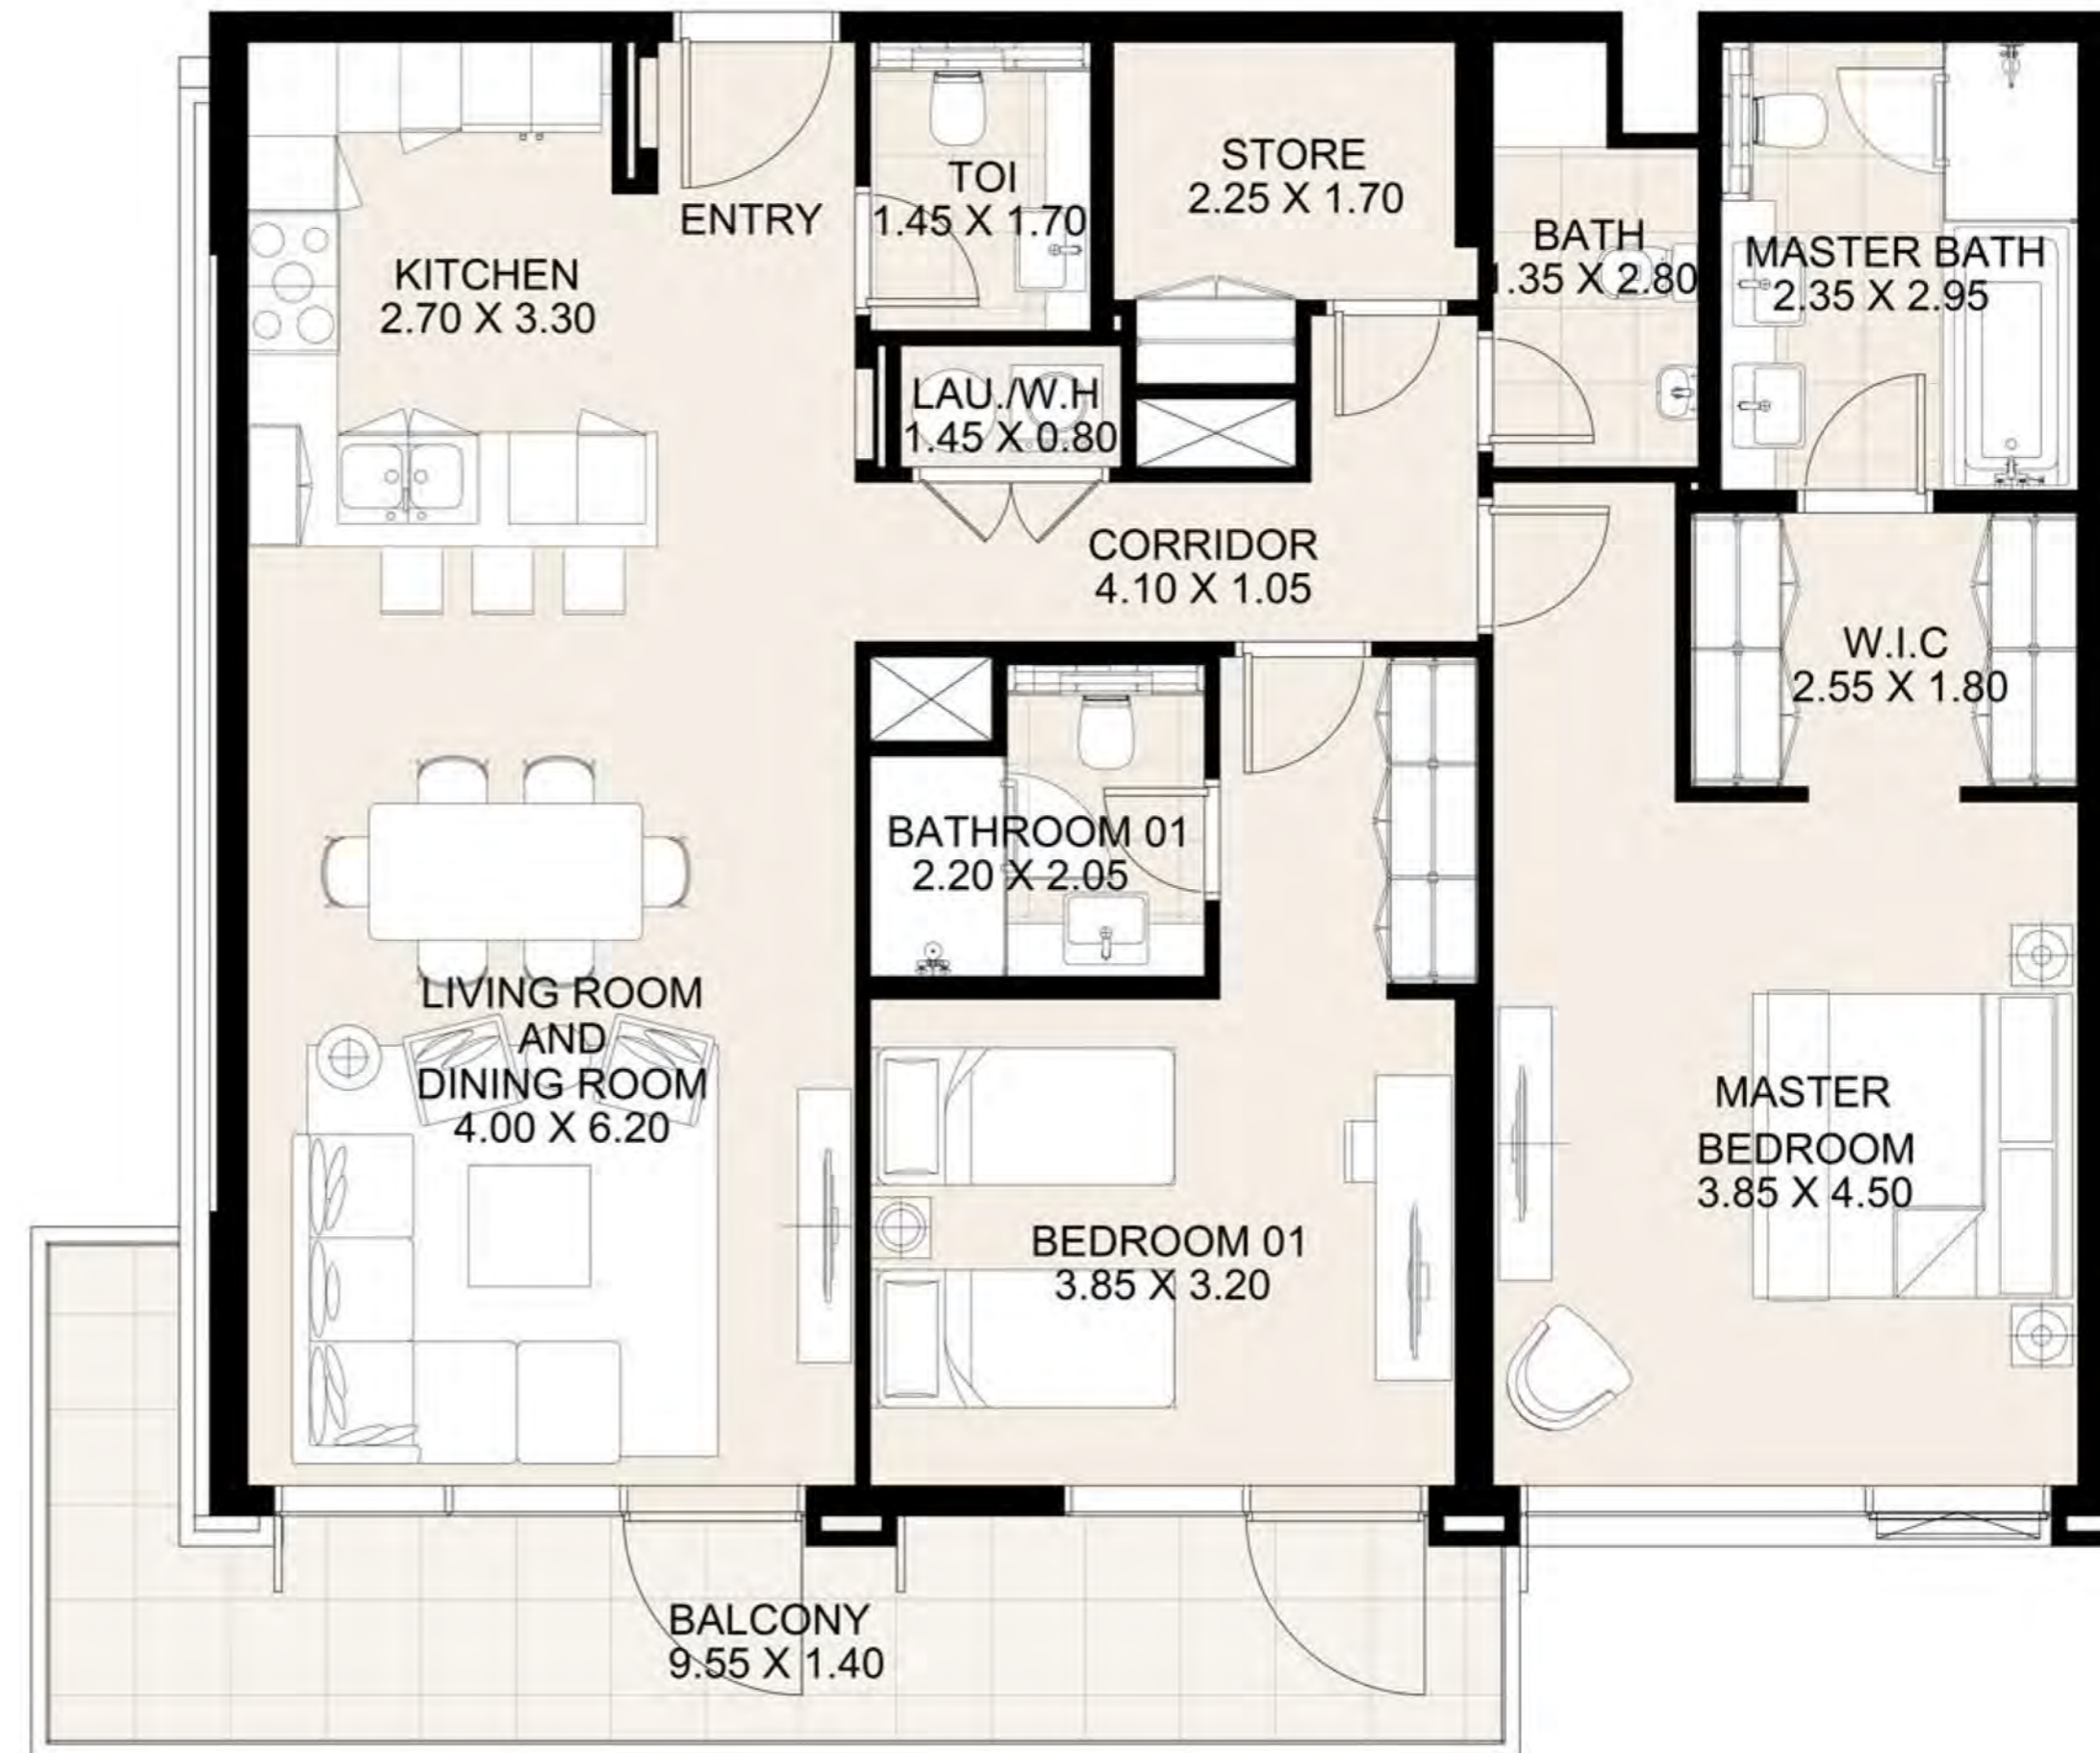 TOI
1.45 X 1.70
STORE
2.25 X 1.70
ENTRY
BATH
1.35 X 2.80
MASTER BATH
2.35 X 2.95
KITCHEN
2.70 X 3.30
LAU./W.H
1.45 X 0.80
CORRIDOR
4.10 X 1.05
W.I.C
2.55 X 1.80
BATHROOM 01
2.20 X 2.05
LIVING ROOM
AND
DINING ROOM
4.00 X 6.20
MASTER
BEDROOM
3.85 X 4.50
BEDROOM 01
3.85 X 3.20
BALCONY
9.55 X 1.40